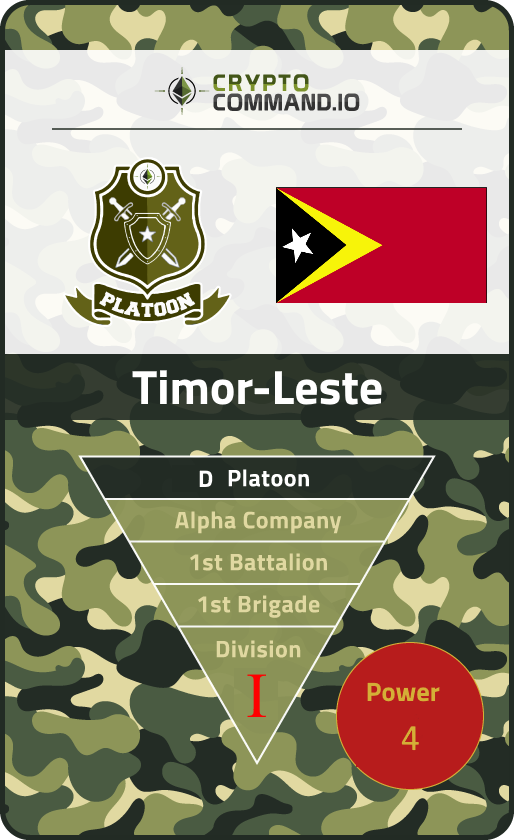 CRYPTO
COMMAND.IO
PLATOON
Timor-Leste
D Platoon
Alpha Company
1st Battalion
1st Brigade
Division
I
Power
4